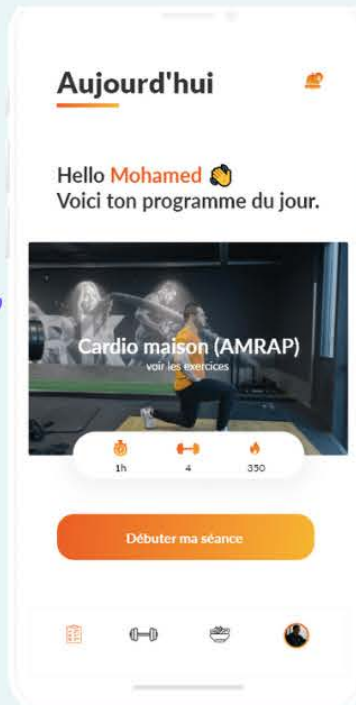 Aujourd'hui
Hello Mohamed 👋
Voici ton programme du jour.
Cardio maison (AMRAP)
voir les exercices
1h 4 350
Débuter ma séance